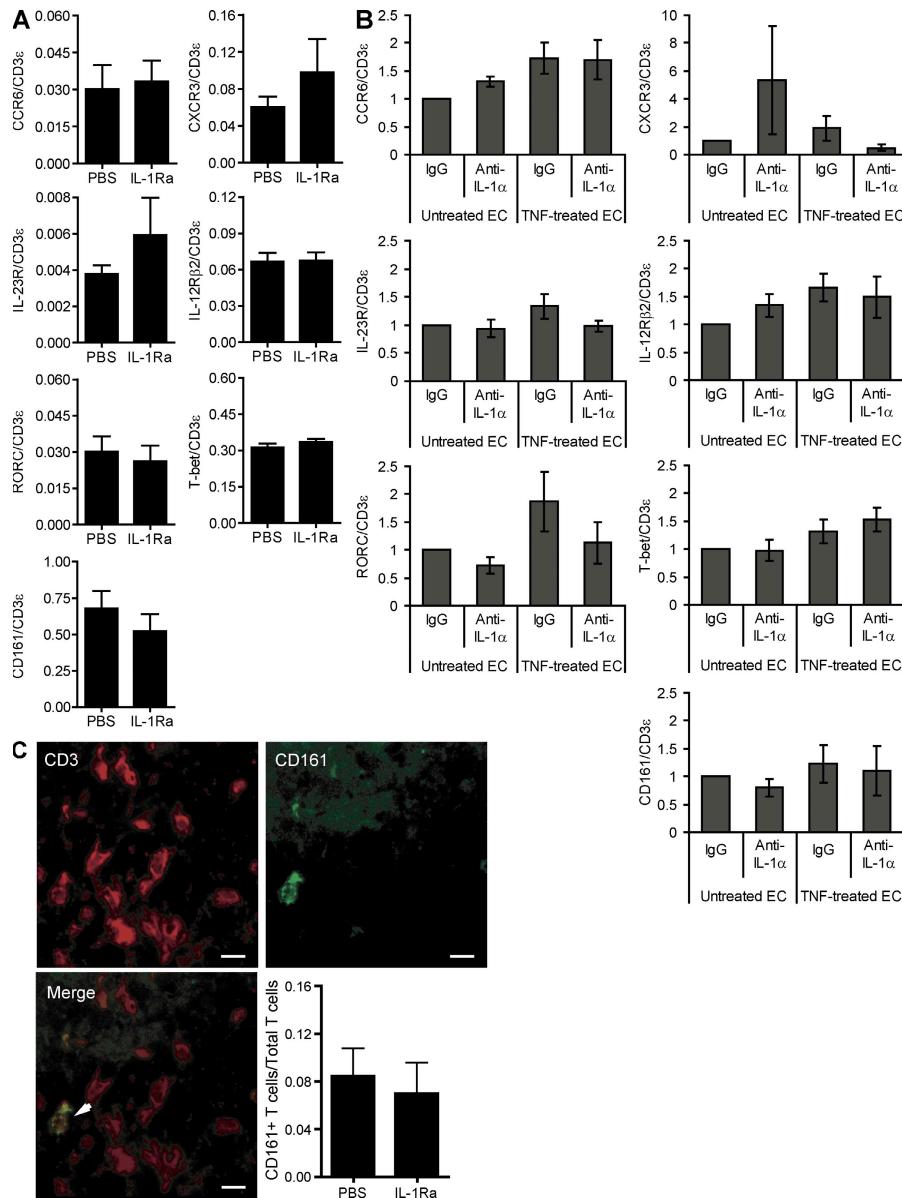 A
CCR6/CD3ε
0.060
0.045
0.030
0.015
0.000
PBS IL-1Ra
CXCR3/CD3ε
0.16
0.12
0.08
0.04
0.00
PBS IL-1Ra
IL-23R/CD3ε
0.008
0.006
0.004
0.002
0.000
PBS IL-1Ra
IL-12Rβ2/CD3ε
0.12
0.09
0.06
0.03
0.00
PBS IL-1Ra
RORC/CD3ε
0.060
0.045
0.030
0.015
0.000
PBS IL-1Ra
T-bet/CD3ε
0.60
0.45
0.30
0.15
0.00
PBS IL-1Ra
CD161/CD3ε
1.00
0.75
0.50
0.25
0.00
PBS IL-1Ra
B
CCR6/CD3ε
2.5
2
1.5
1
0.5
0
IgG Anti- IgG Anti-
IL-1α IL-1α
Untreated EC TNF-treated EC
CXCR3/CD3ε
10
8
6
4
2
0
IgG Anti- IgG Anti-
IL-1α IL-1α
Untreated EC TNF-treated EC
IL-23R/CD3ε
2.5
2
1.5
1
0.5
0
IgG Anti- IgG Anti-
IL-1α IL-1α
Untreated EC TNF-treated EC
IL-12Rβ2/CD3ε
2.5
2
1.5
1
0.5
0
IgG Anti- IgG Anti-
IL-1α IL-1α
Untreated EC TNF-treated EC
RORC/CD3ε
2.5
2
1.5
1
0.5
0
IgG Anti- IgG Anti-
IL-1α IL-1α
Untreated EC TNF-treated EC
T-bet/CD3ε
2.5
2
1.5
1
0.5
0
IgG Anti- IgG Anti-
IL-1α IL-1α
Untreated EC TNF-treated EC
CD161/CD3ε
2.5
2
1.5
1
0.5
0
IgG Anti- IgG Anti-
IL-1α IL-1α
Untreated EC TNF-treated EC
C
CD3
CD161
Merge
CD161+ T cells/Total T cells
0.16
0.12
0.08
0.04
0.00
PBS IL-1Ra